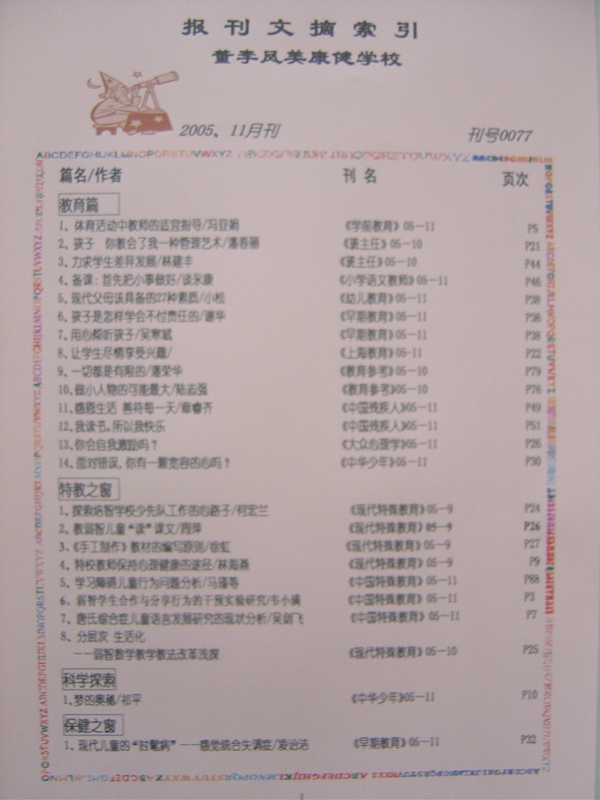 报刊文摘索引
董李凤美康健学校
2005、11月刊 刊号0077
ABCDEFGHIJKLMNOPQRSTUVWXYZ
篇名/作者 刊名 页次
教育篇
1、体育活动中教师的适宜指导/冯亚娟 《学前教育》05-11 P5
2、孩子 你教会了我一种管理艺术/潘春丽 《班主任》05-10 P21
3、力求学生差异发展/林建丰 《班主任》05-10 P44
4、备课:首先把小事做好/谈永康 《小学语文教师》05-11 P46
5、现代父母该具备的27种素质/小松 《幼儿教育》05-11 P38
6、孩子是怎样学会不付责任的/谢华 《早期教育》05-11 P36
7、用心倾听孩子/吴寒斌 《早期教育》05-11 P38
8、让学生尽情享受兴趣/ 《上海教育》05-11 P22
9、一切都是有限的/潘荣华 《教育参考》05-10 P79
10、做小人物的可能最大/陆志强 《教育参考》05-10 P76
11、感恩生活 善待每一天/章睿齐 《中国残疾人》05-11 P49
12、我读书。所以我快乐 《中国残疾人》05-11 P51
13、你会自我激励吗? 《大众心理学》05-11 P26
14、面对错误,你有一颗宽容的心吗? 《中华少年》05-11 P30
特教之窗
1、探索培智学校少先队工作的心路子/何宏兰 《现代特殊教育》05-9 P24
2、教弱智儿童“读”课文/周萍 《现代特殊教育》05-9 P26
3、《手工制作》教材的编写原则/徐虹 《现代特殊教育》05-9 P27
4、特校教师保持心理健康的途径/林海燕 《现代特殊教育》05-9 P9
5、学习障碍儿童行为问题分析/马瑾等 《中国特殊教育》05-11 P88
6、弱智学生合作与分享行为的干预实验研究/韦小满 《中国特殊教育》05-11 P3
7、唐氏综合症儿童语言发展研究的现状分析/吴剑飞 《中国特殊教育》05-11 P7
8、分层次 生活化
——弱智数学教学教法改革浅探 《现代特殊教育》05-10 P25
科学探索
1、梦的奥秘/祁平 《中华少年》05-11 P10
保健之窗
1、现代儿童的“时髦病”——感觉统合失调症/凌诒洁 《早期教育》05-11 P32
1